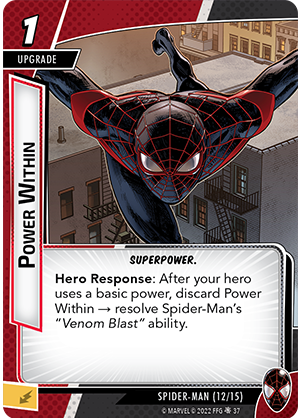 1
UPGRADE
POWER WITHIN
SUPERPOWER.
Hero Response: After your hero
uses a basic power, discard Power
Within → resolve Spider-Man's
"Venom Blast" ability.
SPIDER-MAN (12/15)
© MARVEL © 2022 FFG 37